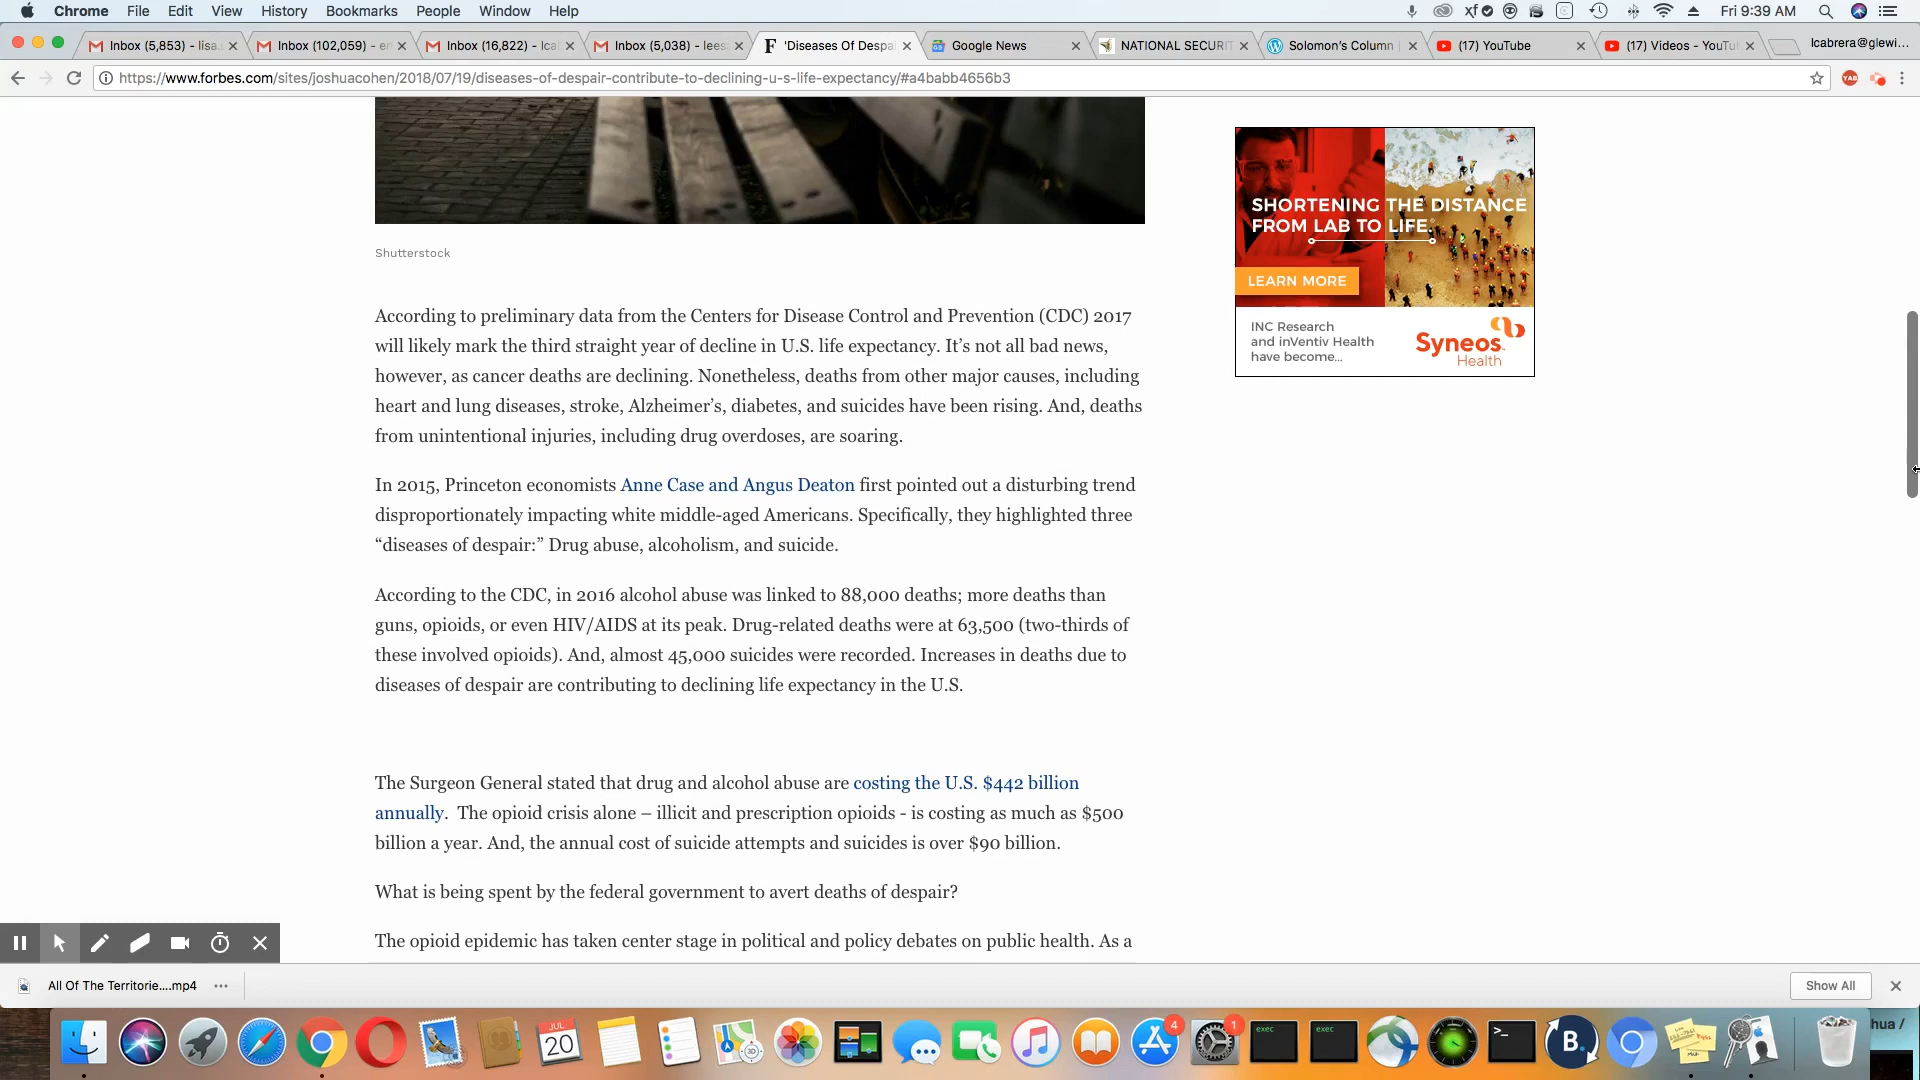 Chrome File Edit View History Bookmarks People Window Help
Fri 9:39 AM
Inbox (5,853) - lisa.
Inbox (102,059) - er
Inbox (16,822) - lca
Inbox (5,038) - lees
'Diseases Of Despa
Google News
NATIONAL SECURI
Solomon's Column
(17) YouTube
(17) Videos - YouTu
lcabrera@glewi...
https://www.forbes.com/sites/joshuacohen/2018/07/19/diseases-of-despair-contribute-to-declining-u-s-life-expectancy/#a4babb4656b3
Shutterstock
According to preliminary data from the Centers for Disease Control and Prevention (CDC) 2017
will likely mark the third straight year of decline in U.S. life expectancy. It's not all bad news,
however, as cancer deaths are declining. Nonetheless, deaths from other major causes, including
heart and lung diseases, stroke, Alzheimer's, diabetes, and suicides have been rising. And, deaths
from unintentional injuries, including drug overdoses, are soaring.
In 2015, Princeton economists Anne Case and Angus Deaton first pointed out a disturbing trend
disproportionately impacting white middle-aged Americans. Specifically, they highlighted three
“diseases of despair:” Drug abuse, alcoholism, and suicide.
According to the CDC, in 2016 alcohol abuse was linked to 88,000 deaths; more deaths than
guns, opioids, or even HIV/AIDS at its peak. Drug-related deaths were at 63,500 (two-thirds of
these involved opioids). And, almost 45,000 suicides were recorded. Increases in deaths due to
diseases of despair are contributing to declining life expectancy in the U.S.
The Surgeon General stated that drug and alcohol abuse are costing the U.S. $442 billion
annually. The opioid crisis alone – illicit and prescription opioids - is costing as much as $500
billion a year. And, the annual cost of suicide attempts and suicides is over $90 billion.
What is being spent by the federal government to avert deaths of despair?
The opioid epidemic has taken center stage in political and policy debates on public health. As a
SHORTENING THE DISTANCE
FROM LAB TO LIFE.
LEARN MORE
INC Research
and inVentiv Health
have become...
Syneos
Health
All Of The Territorie....mp4
Show All
JUL
20
3D
4
1
exec
exec
B.
hua /